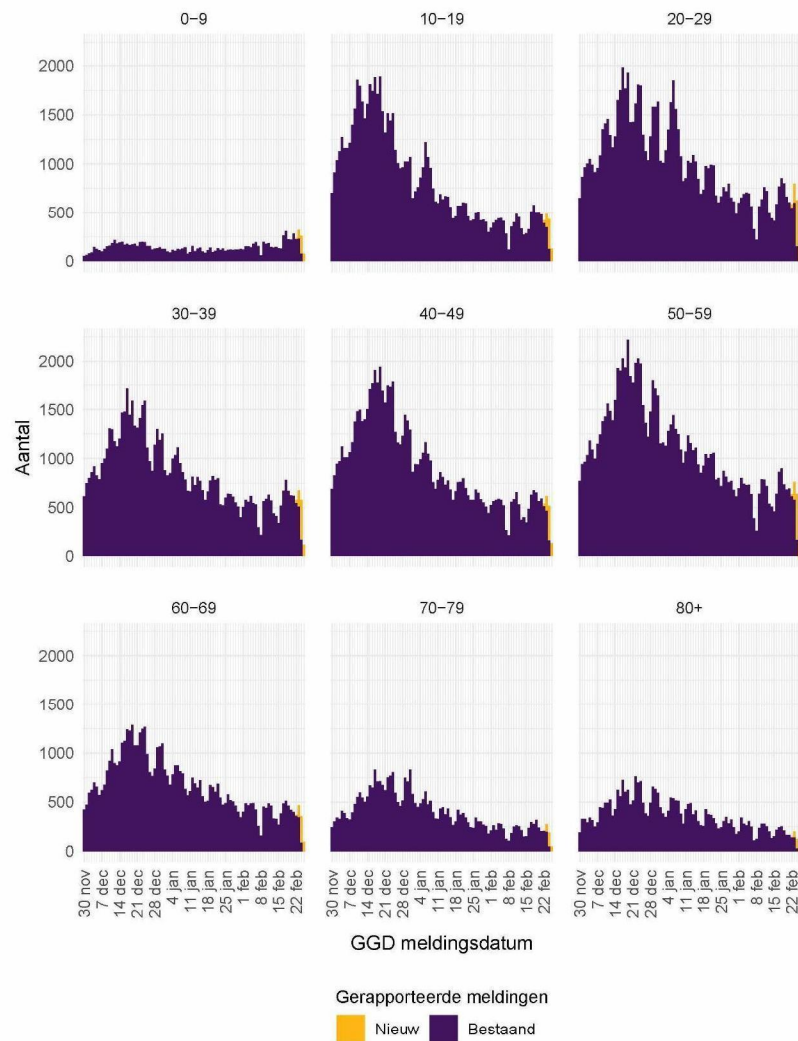 0−9 10−19 20−29
2000
1500
1000
500
0
30−39 40−49 50−59
2000
1500
1000
500
0
Aantal
60−69 70−79 80+
2000
1500
1000
500
0
30 nov 7 dec 14 dec 21 dec 28 dec 4 jan 11 jan 18 jan 25 jan 1 feb 8 feb 15 feb 22 feb 30 nov 7 dec 14 dec 21 dec 28 dec 4 jan 11 jan 18 jan 25 jan 1 feb 8 feb 15 feb 22 feb 30 nov 7 dec 14 dec 21 dec 28 dec 4 jan 11 jan 18 jan 25 jan 1 feb 8 feb 15 feb 22 feb
GGD meldingsdatum
Gerapporteerde meldingen
Nieuw Bestaand